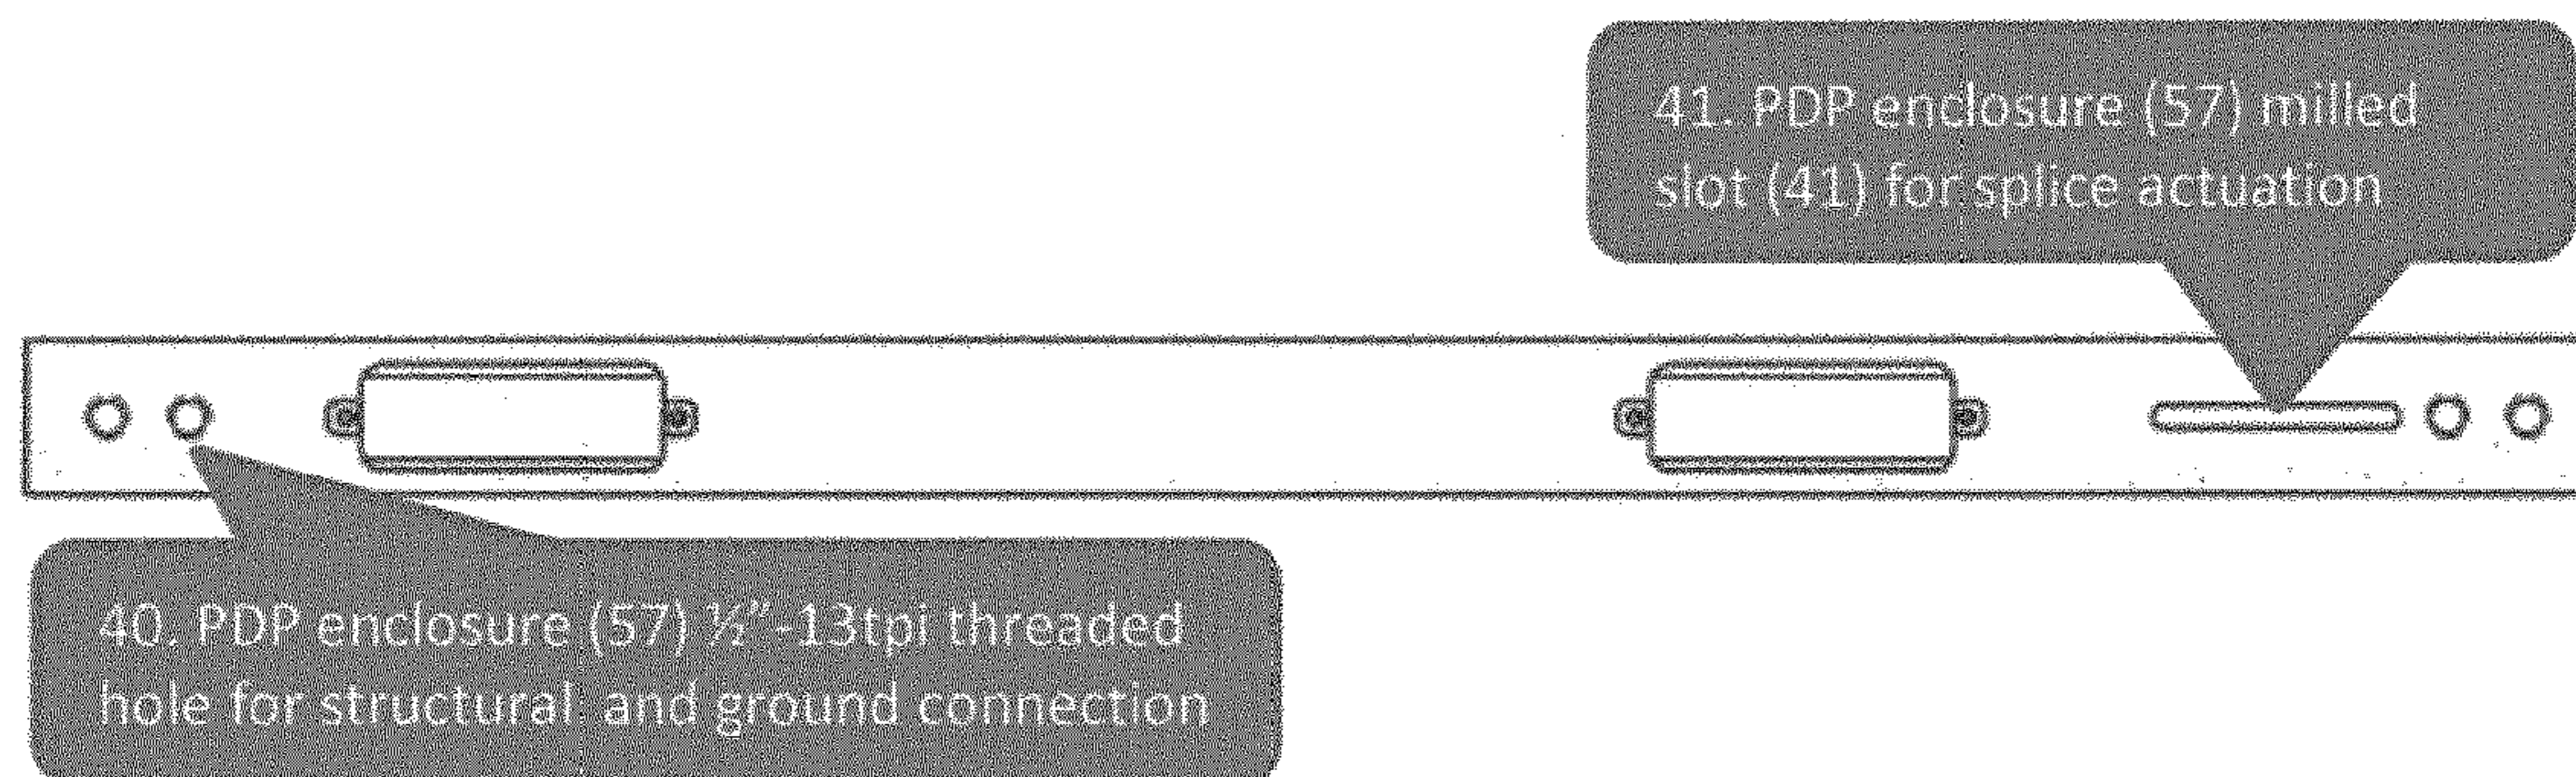 41. PDP enclosure (57) milled
slot (41) for splice actuation
40. PDP enclosure (57) ½”-13tpi threaded
hole for structural and ground connection